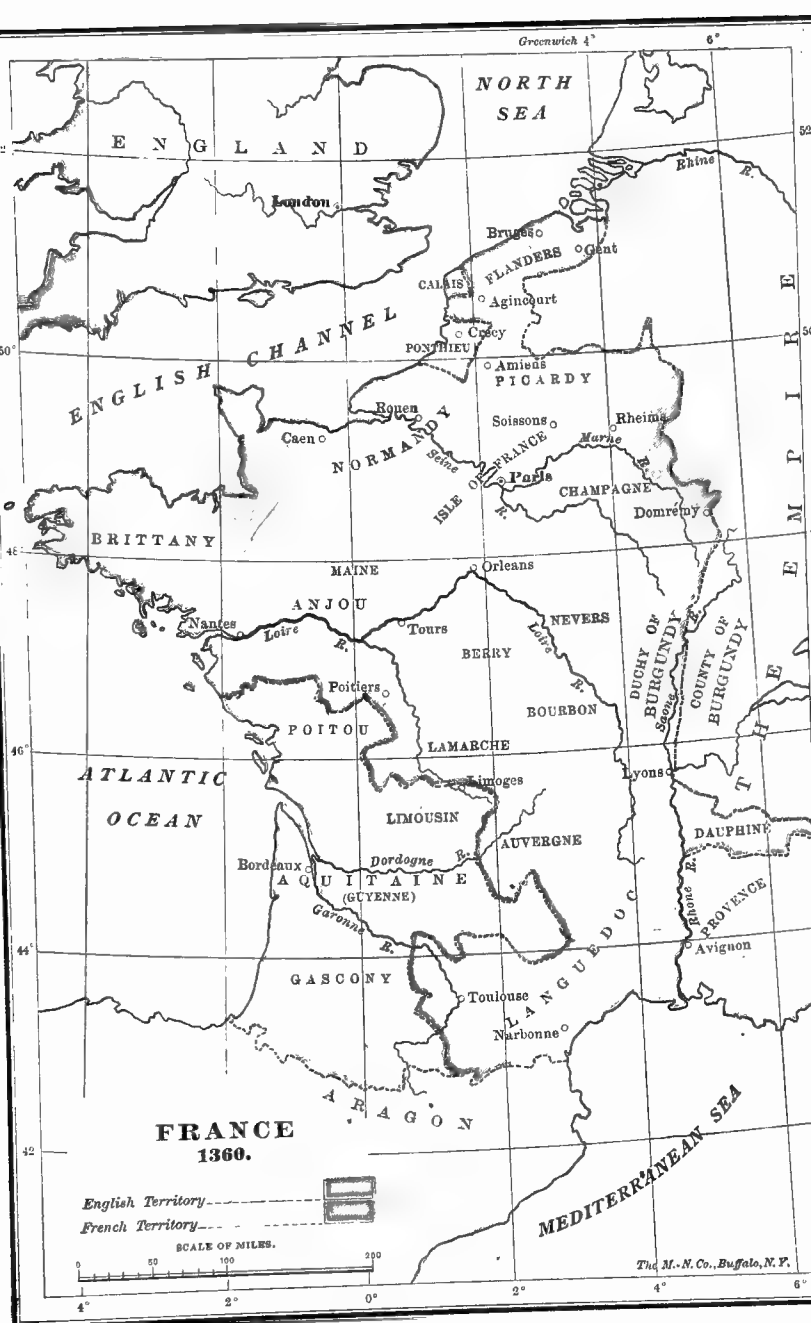 Greenwich 4° 6°
NORTH
SEA
ENGLAND
52
Rhine R.
London
Bruges
Gent
FLANDERS
CALAIS
Agincourt
ENGLISH CHANNEL
Crecy
PONTHIEU
50°
Amiens
PICARDY
Rouen
Caen
NORMANDY
Seine R.
Soissons
Rheims
Marne R.
ISLE OF FRANCE
Paris
CHAMPAGNE
Domremy
THE EMPIRE
BRITTANY
48
MAINE
Orleans
ANJOU
Nantes
Loire R.
Tours
NEVERS
BERRY
Loire R.
DUCHY OF
BURGUNDY
COUNTY OF
BURGUNDY
Saone R.
Poitiers
BOURBON
POITOU
46°
LAMARCHE
ATLANTIC
OCEAN
Limoges
Lyons
LIMOUSIN
AUVERGNE
DAUPHINÉ
Bordeaux
Dordogne R.
AQUITAINE
(GUYENNE)
Garonne R.
Rhone R.
PROVENCE
44°
Avignon
GASCONY
Toulouse
LANGUEDOC
Narbonne
ARAGON
FRANCE
1360.
42
MEDITERRANEAN SEA
English Territory
French Territory
SCALE OF MILES.
0 50 100 200
The M.-N. Co., Buffalo, N.Y.
4° 2° 0° 2° 4° 6°